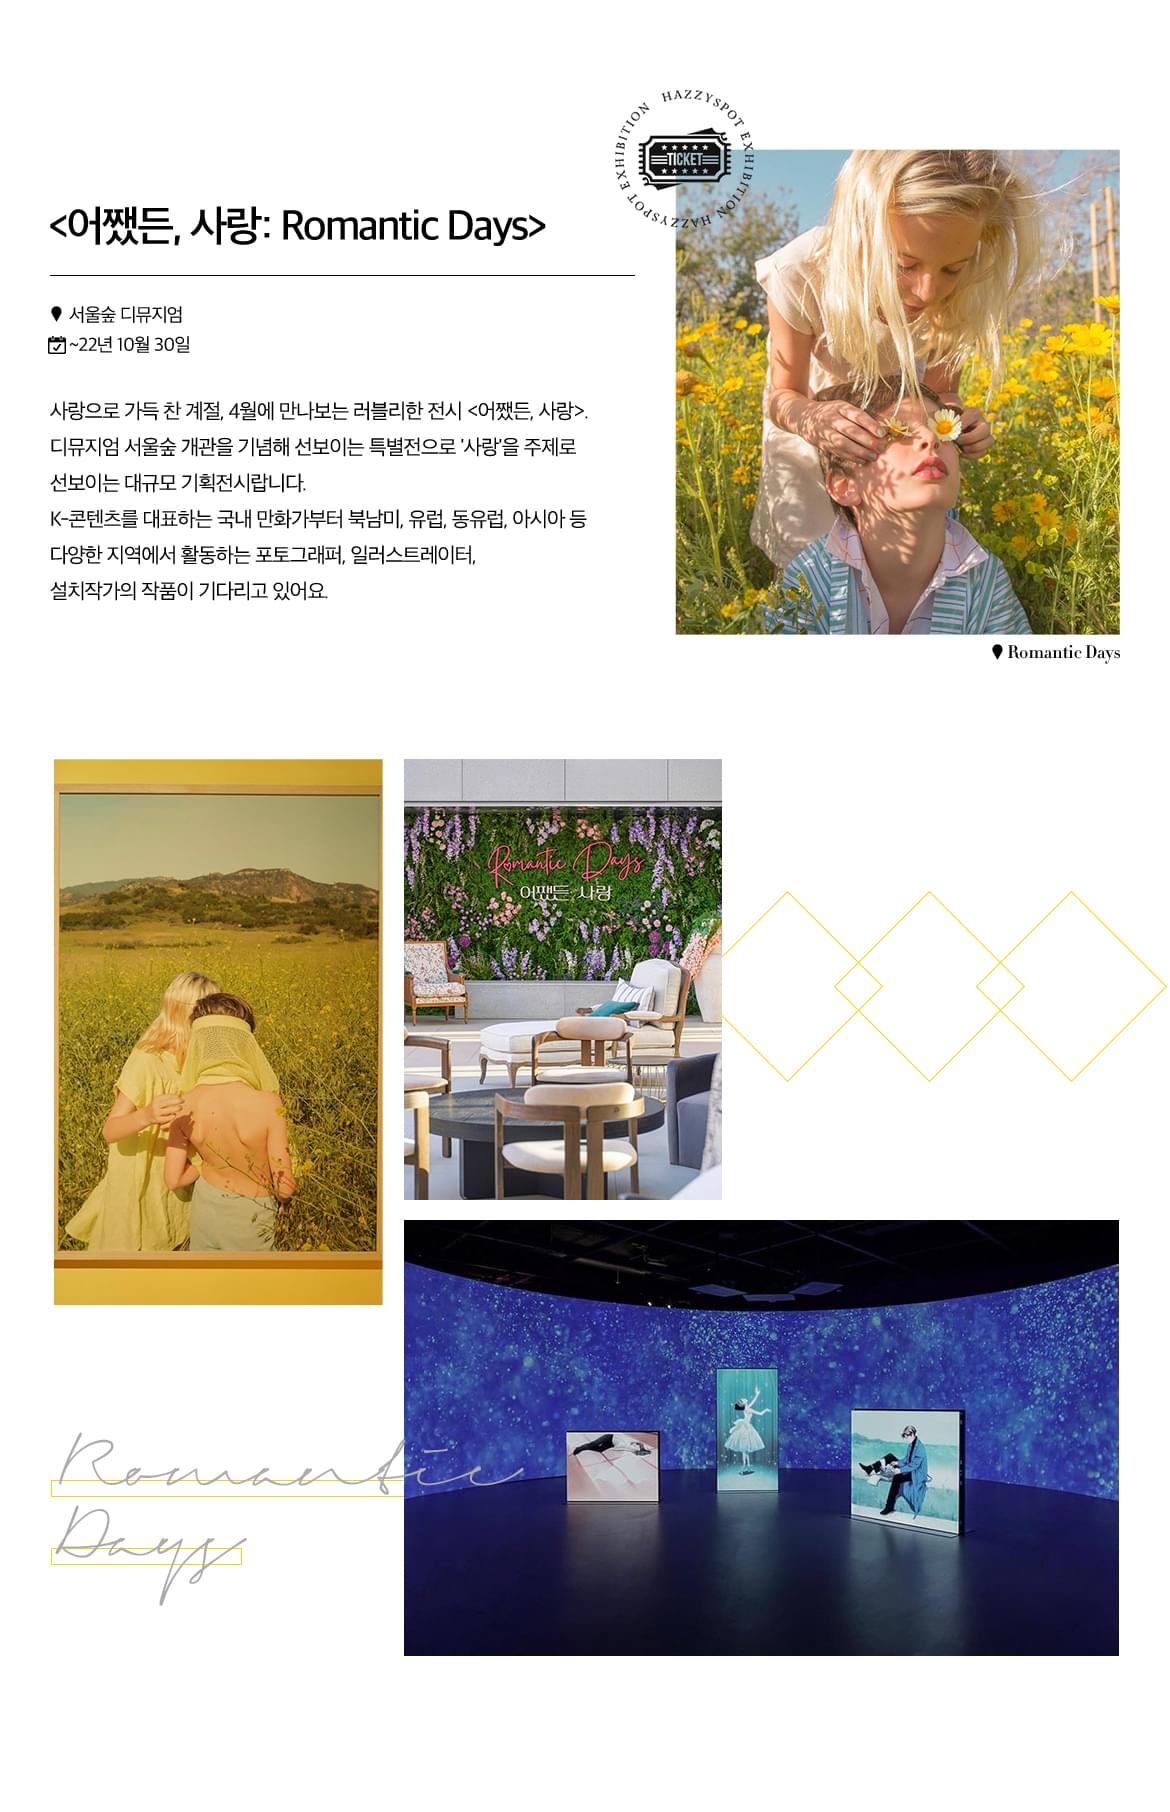 HAZZYSPOT EXHIBITION HAZZYSPOT EXHIBITION
TICKET
<어쨌든, 사랑: Romantic Days>
서울숲 디뮤지엄
~22년 10월 30일
사랑으로 가득 찬 계절, 4월에 만나보는 러블리한 전시 <어쨌든, 사랑>.
디뮤지엄 서울숲 개관을 기념해 선보이는 특별전으로 '사랑'을 주제로
선보이는 대규모 기획전시랍니다.
K-콘텐츠를 대표하는 국내 만화가부터 북남미, 유럽, 동유럽, 아시아 등
다양한 지역에서 활동하는 포토그래퍼, 일러스트레이터,
설치작가의 작품이 기다리고 있어요.
Romantic Days
Romantic Days
어쨌든, 사랑
Romantic
Days